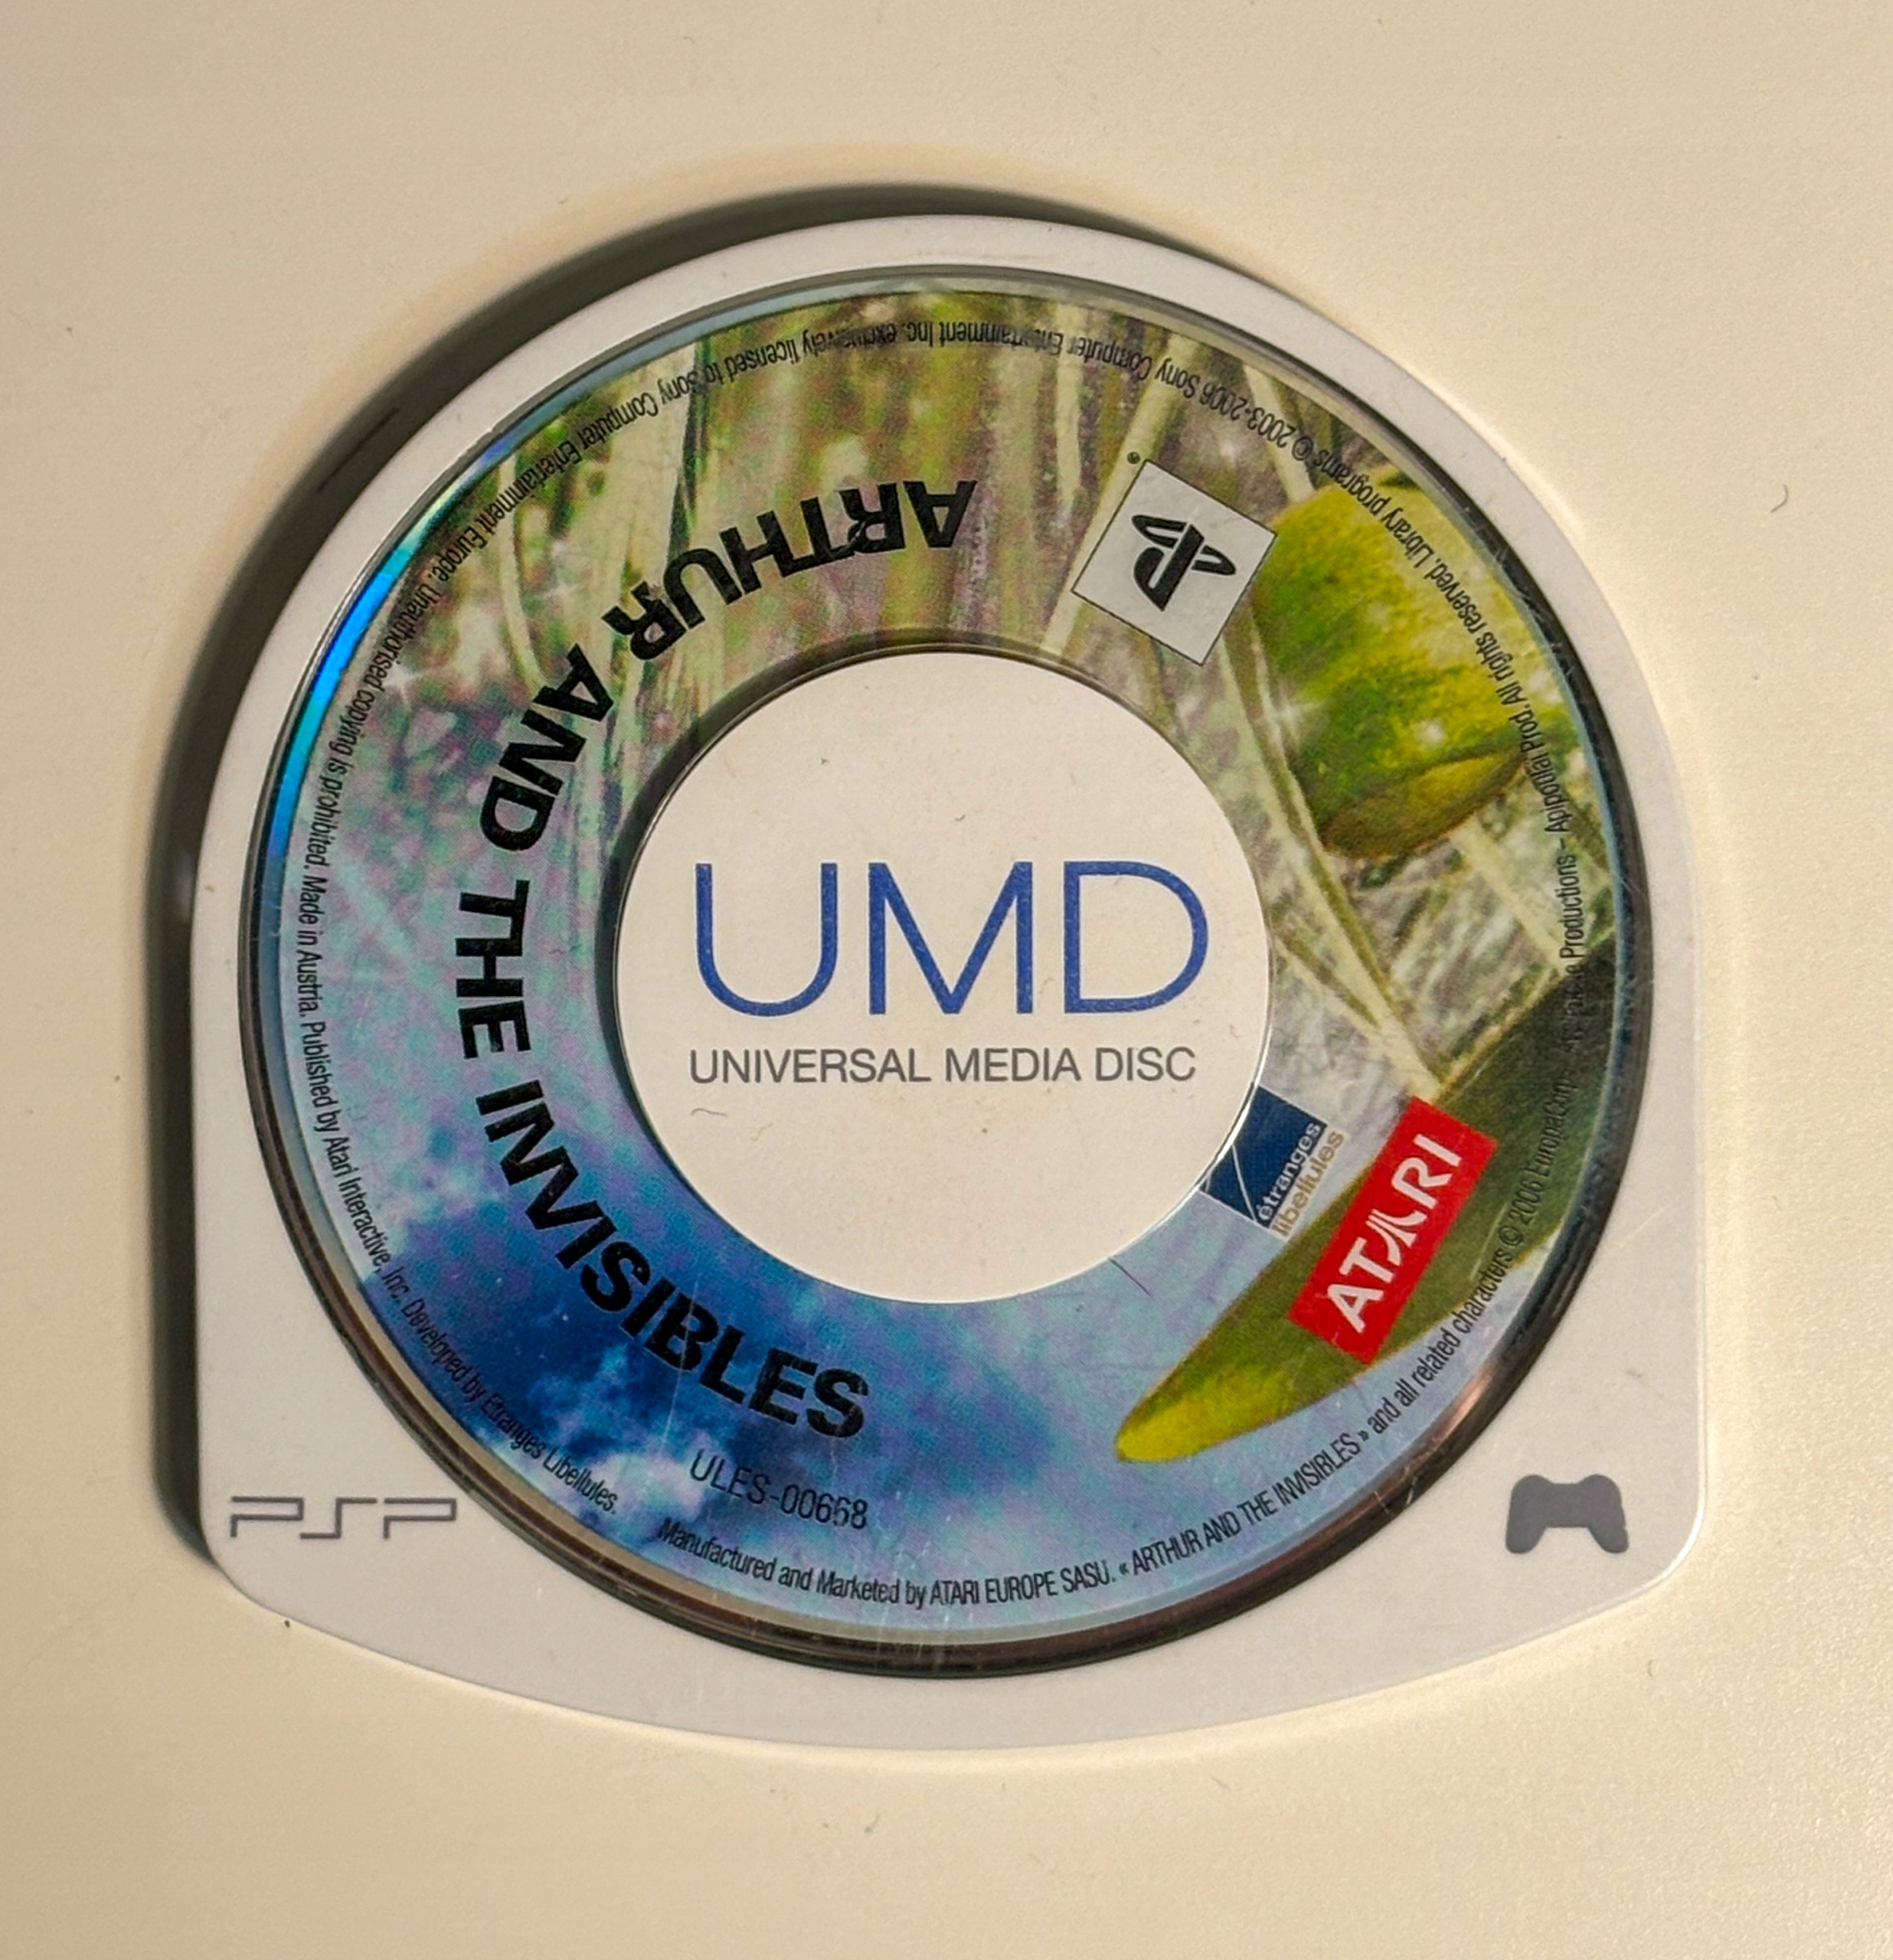 UMD
UNIVERSAL MEDIA DISC
ARTHUR AND THE INVISIBLES
ULES-00668
étranges
libellules
ATARI
Manufactured and Marketed by ATARI EUROPE SASU. « ARTHUR AND THE INVISIBLES » and all related characters © 2006 EuropaCorp - Productions – Apipoulaï Prod. All rights reserved. Library programs © 2003-2006 Sony Computer Entertainment Inc. exclusively licensed to Sony Computer Entertainment Europe. Unauthorised copying is prohibited. Made in Austria. Published by Atari Interactive, Inc. Developed by Etranges Libellules.
PSP